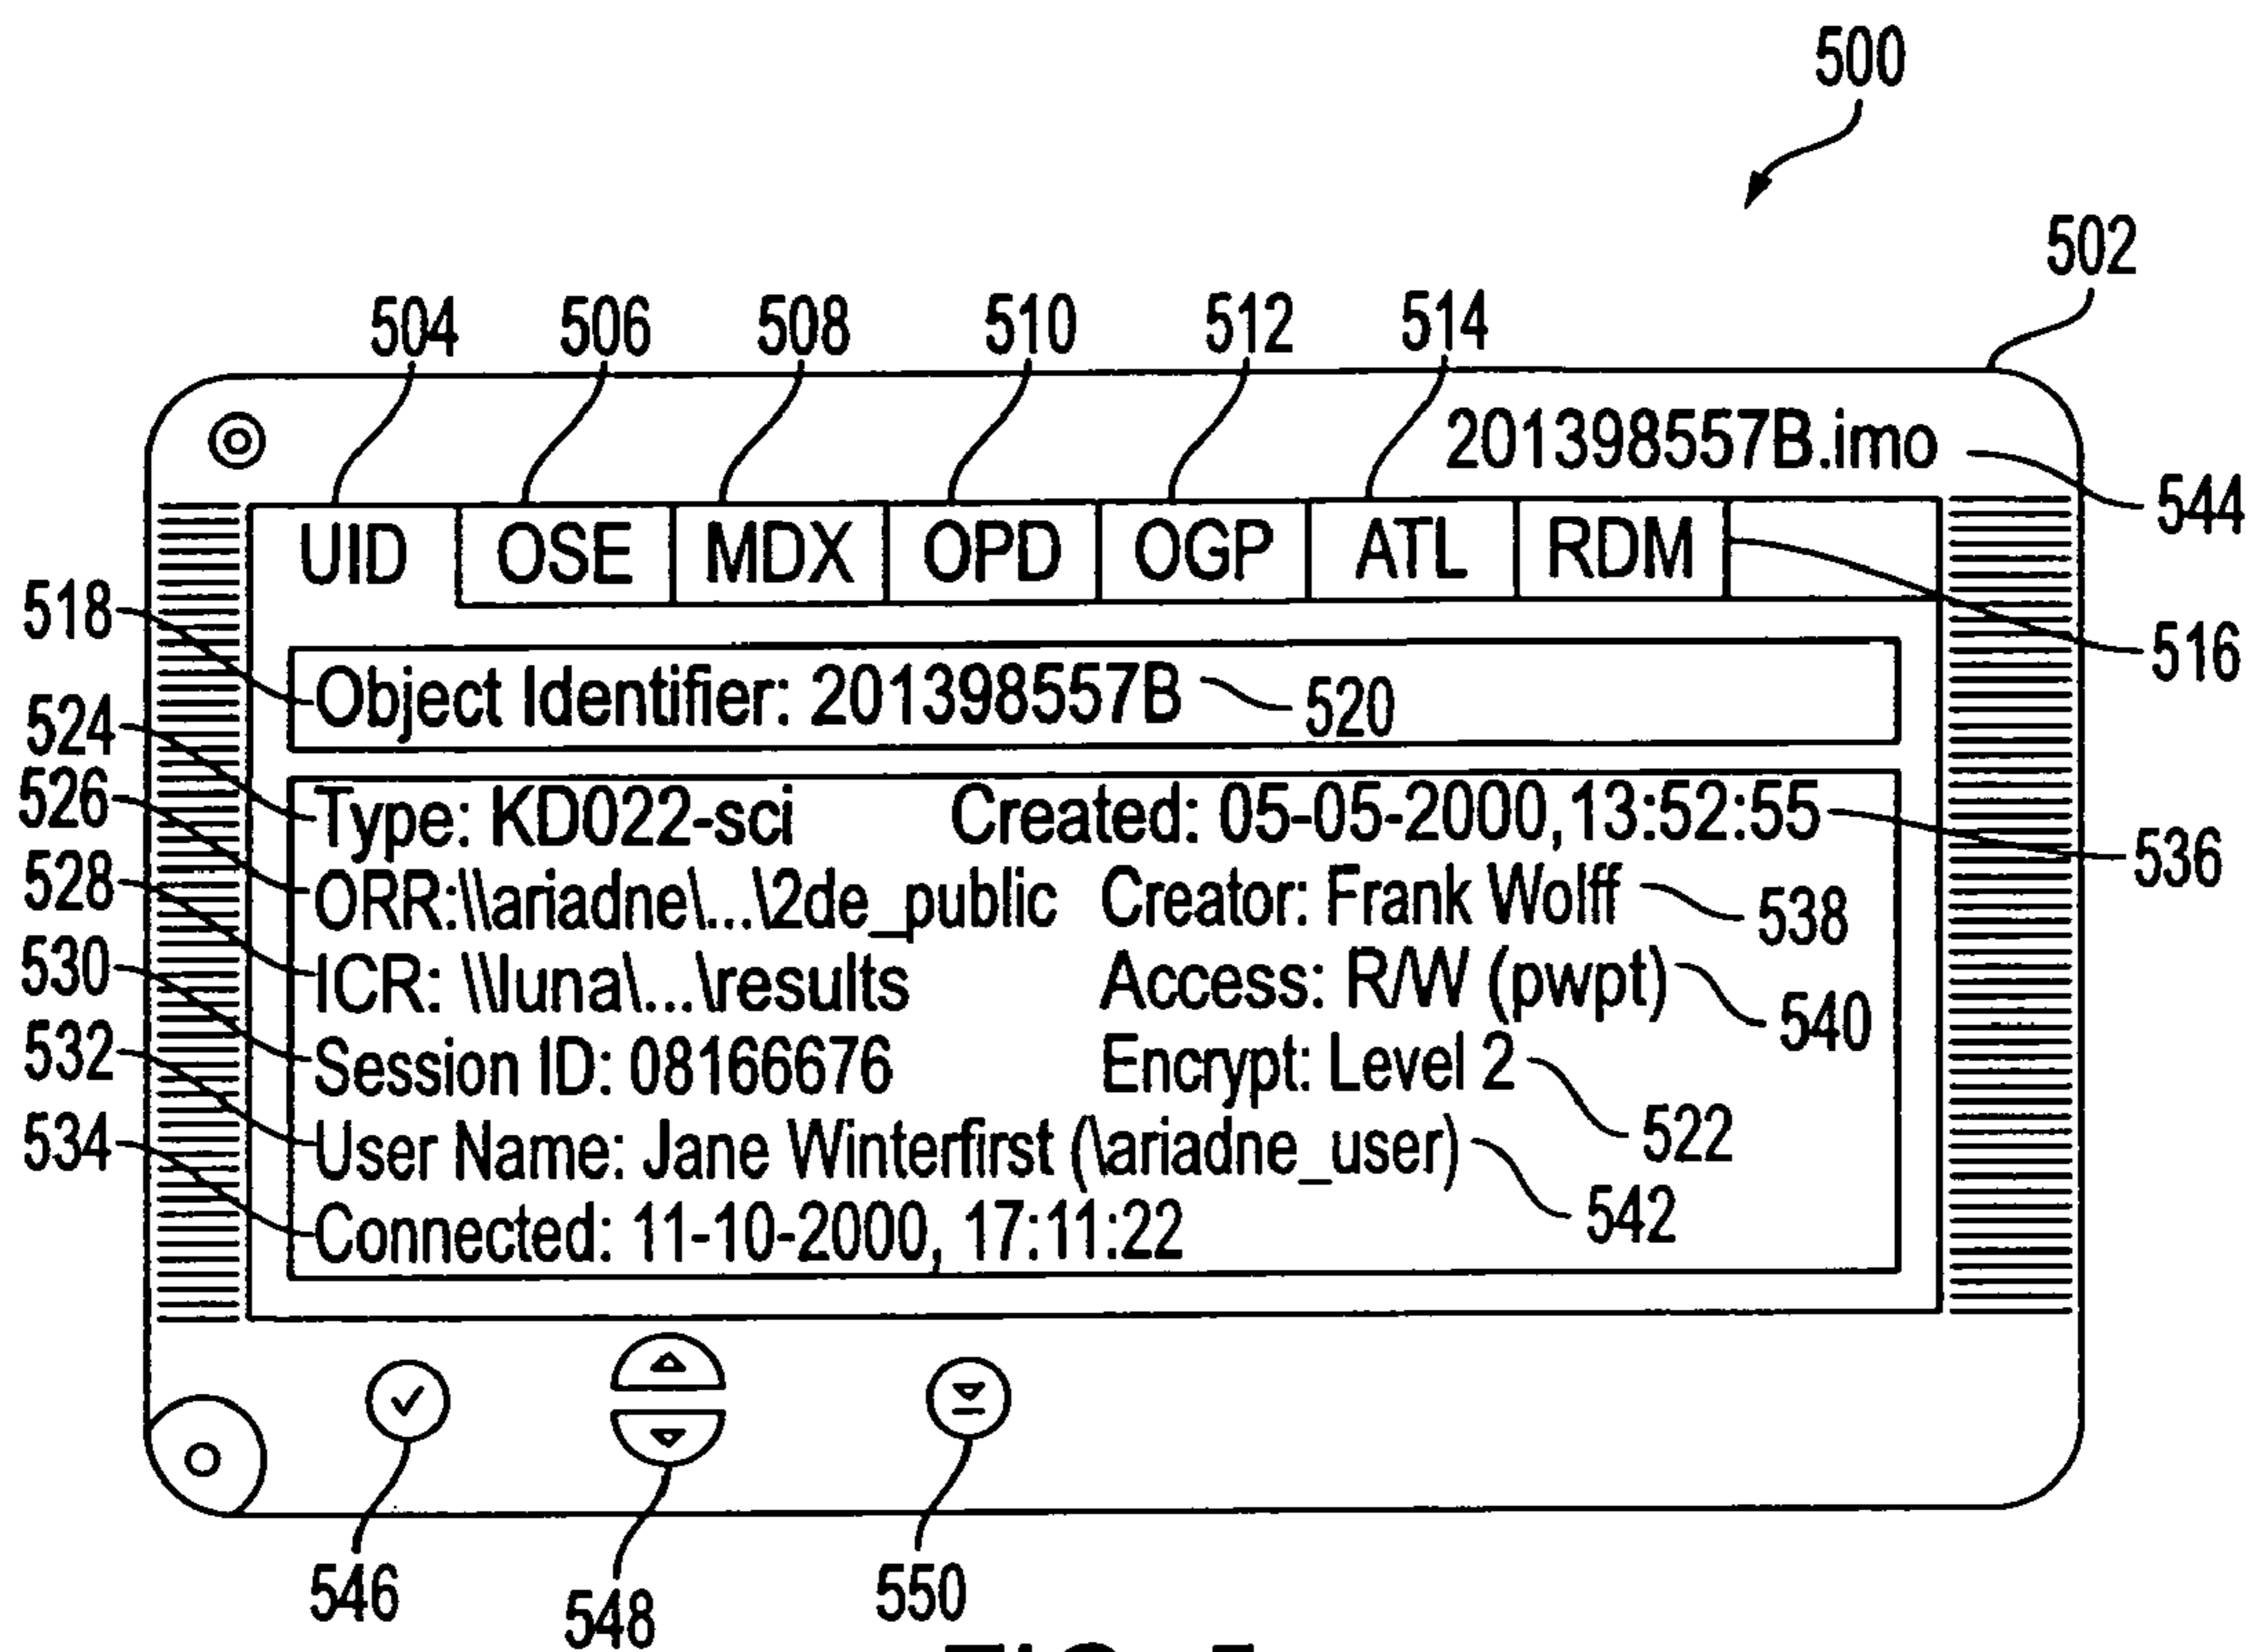 500
502
504 506 508 510 512 514
201398557B.imo
544
UID OSE MDX OPD OGP ATL RDM
516
518
Object Identifier: 201398557B
520
524
Type: KD022-sci Created: 05-05-2000,13:52:55
536
526
ORR:\\ariadne\...\2de_public Creator: Frank Wolff
538
528
ICR: \\luna\...\results Access: R/W (pwpt)
540
530
Session ID: 08166676 Encrypt: Level 2
522
532
User Name: Jane Winterfirst (\ariadne_user)
542
534
Connected: 11-10-2000, 17:11:22
546 548 550